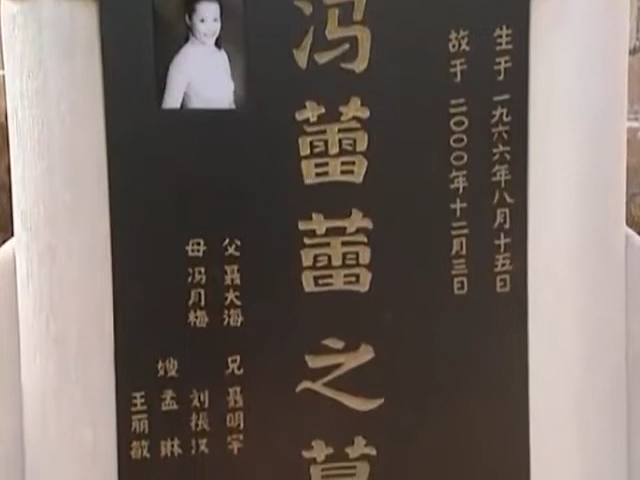 生于 一九六六年八月十五日
故于 二〇〇〇年十二月三日
冯蕾蕾之墓
父 聂大海
母 冯月梅
兄 聂明宇
刘振汉
嫂 孟琳
王丽敏